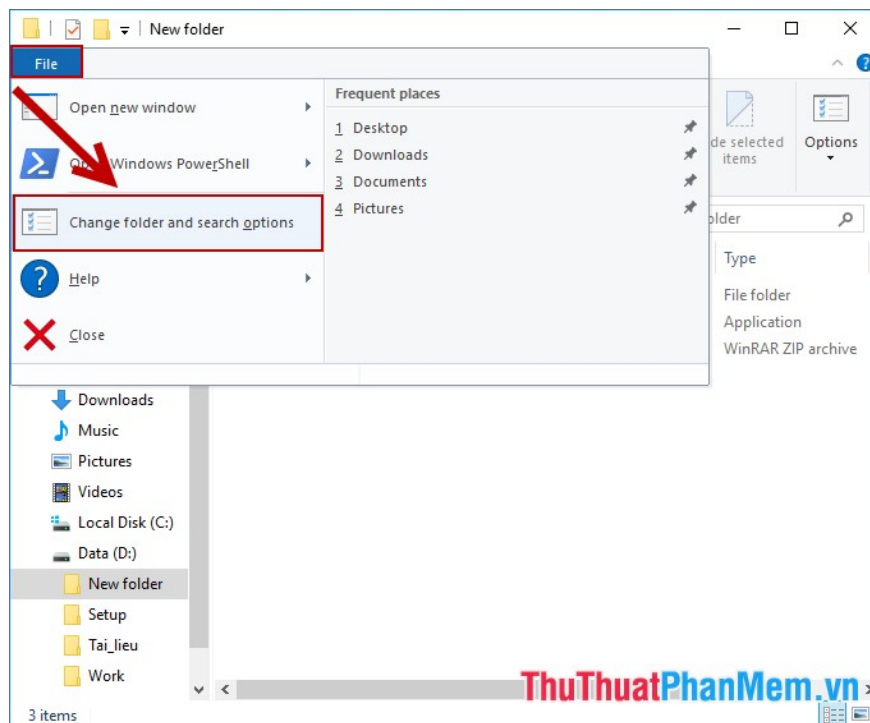 New folder
File
Open new window
Open Windows PowerShell
Change folder and search options
Help
Close
Frequent places
1 Desktop
2 Downloads
3 Documents
4 Pictures
selected
items
Options
Type
File folder
Application
WinRAR ZIP archive
Downloads
Music
Pictures
Videos
Local Disk (C:)
Data (D:)
New folder
Setup
Tai_lieu
Work
ThuThuatPhanMem.vn
3 items